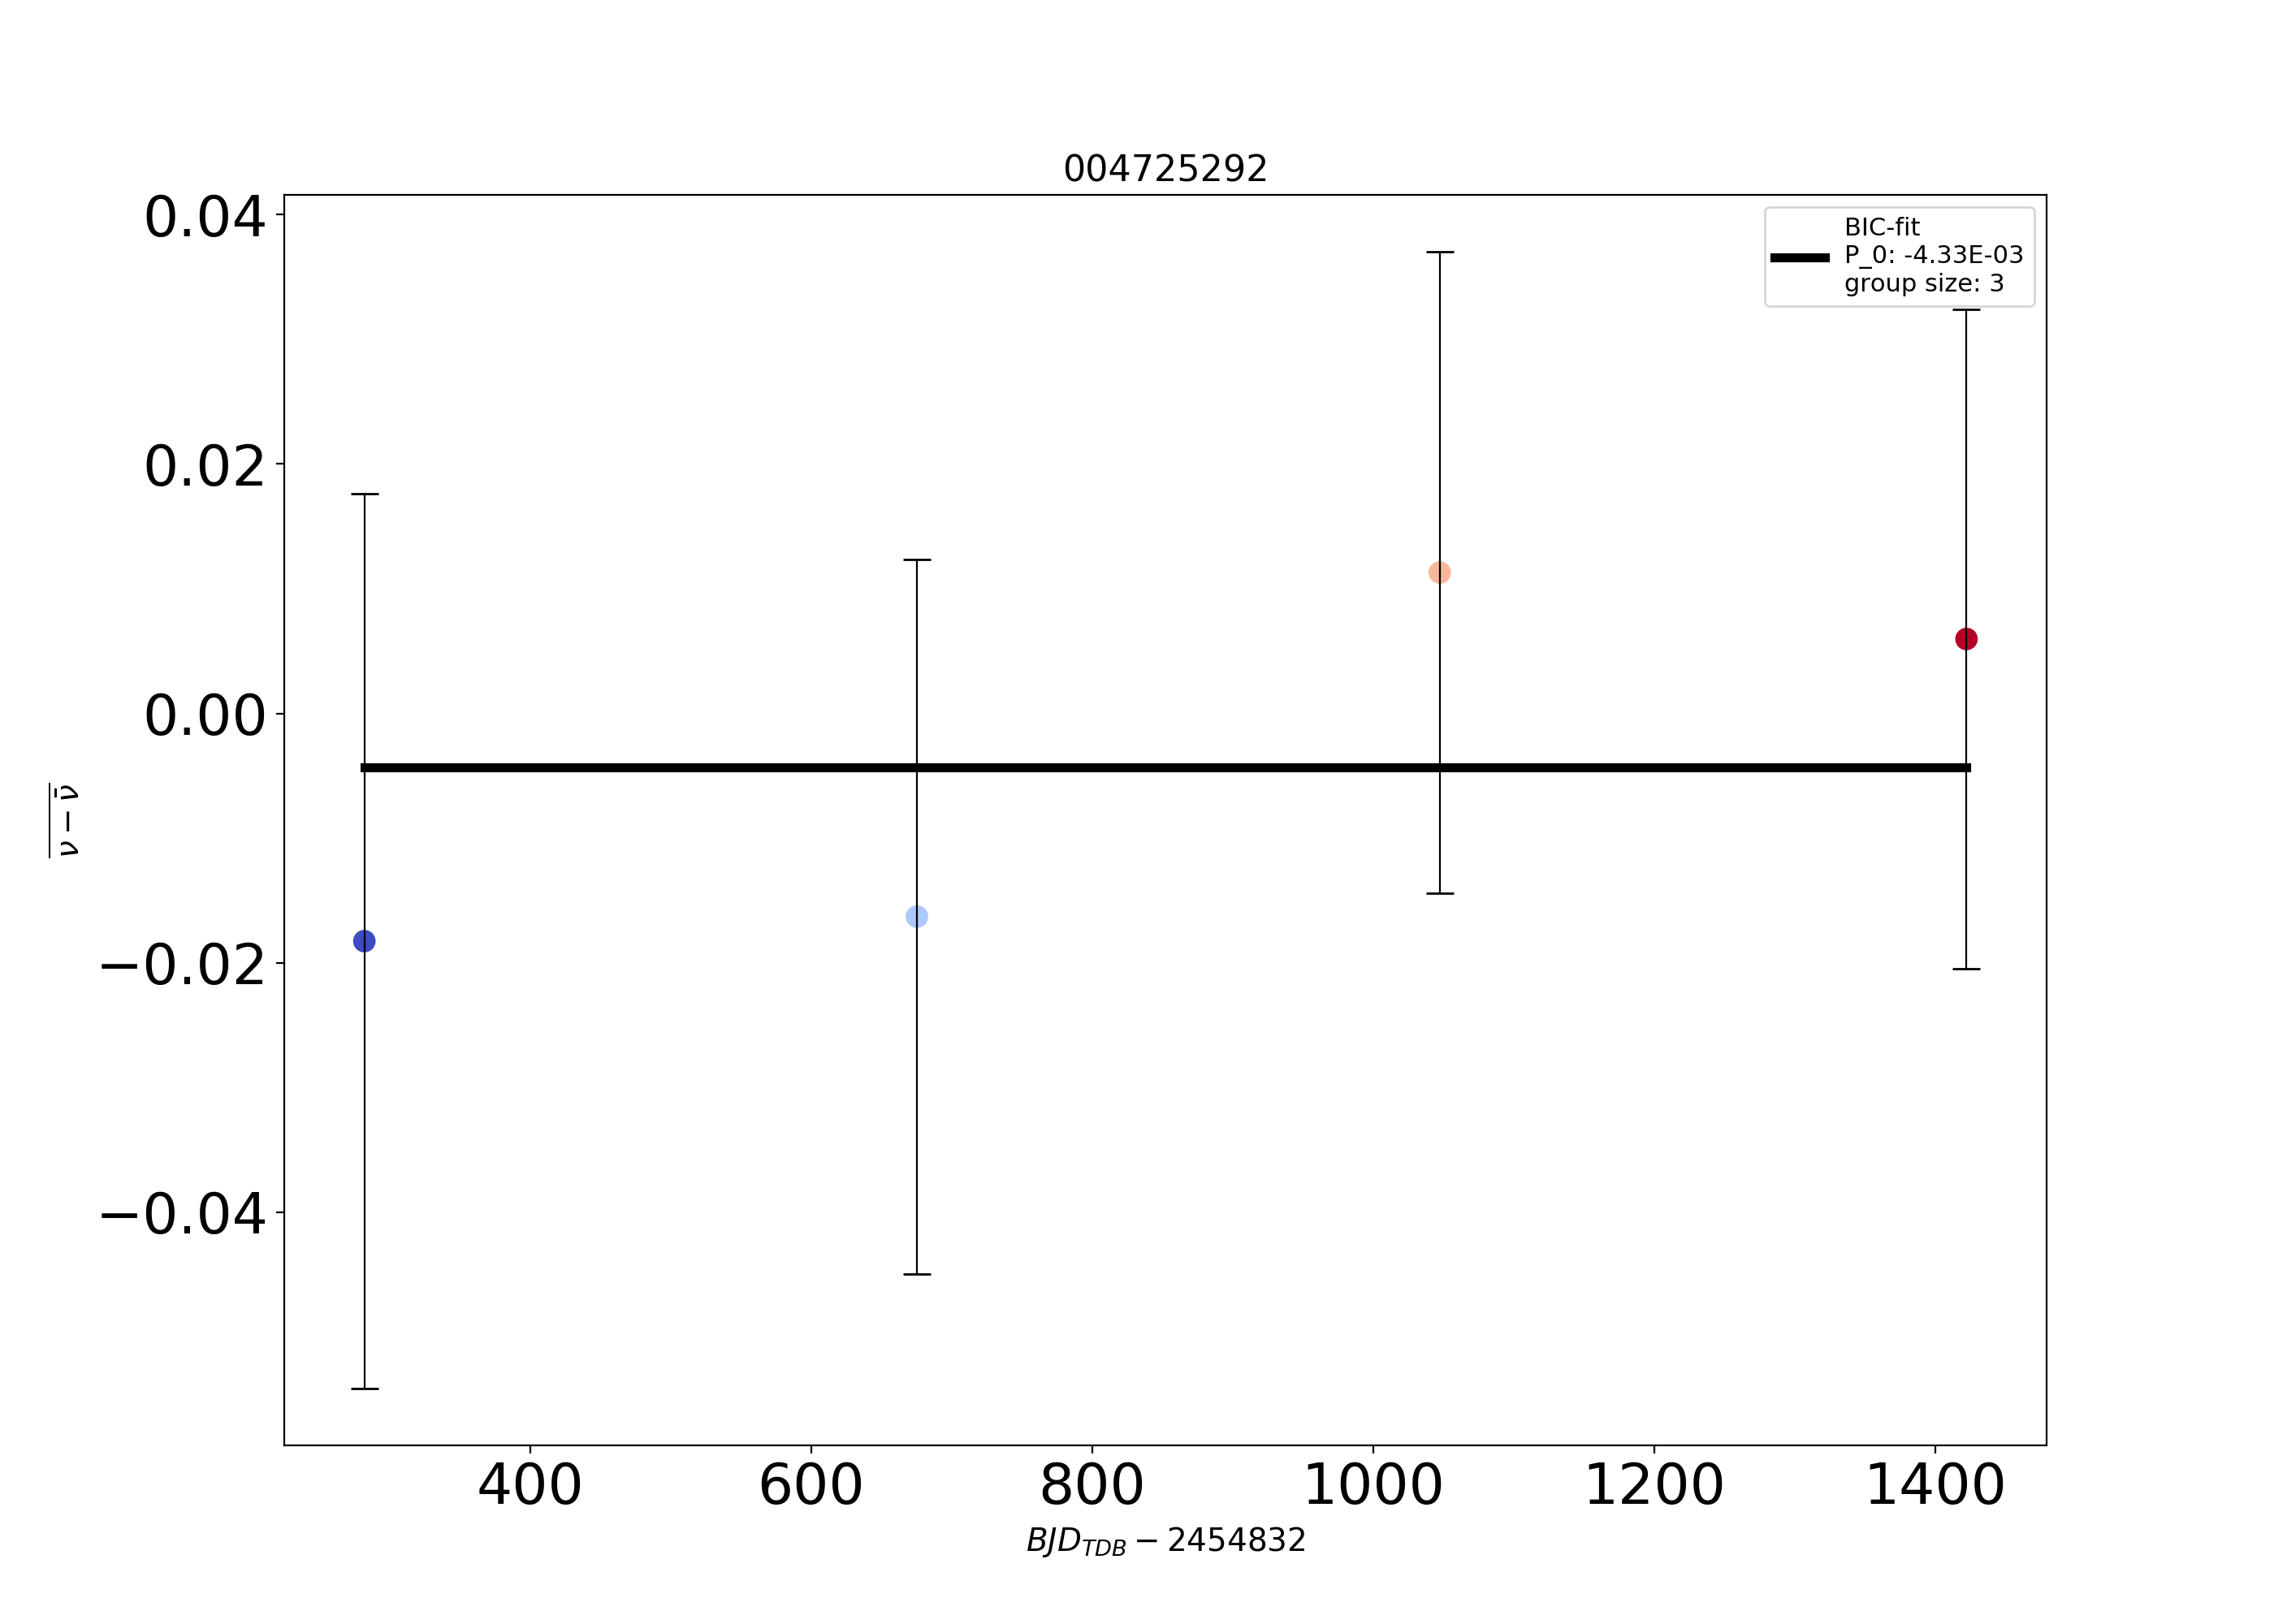 004725292
0.04
0.02
0.00
−0.02
−0.04
BIC-fit
P_0: -4.33E-03
group size: 3
400 600 800 1000 1200 1400
BJD_TDB − 2454832
ν − ν̄